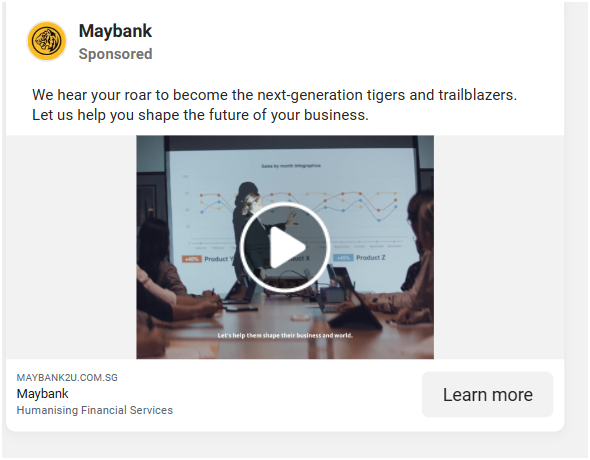 Maybank
Sponsored
We hear your roar to become the next-generation tigers and trailblazers.
Let us help you shape the future of your business.
Sales by month infographics
+40%
Product Y
Product X
Product Z
Let's help them shape their business and world.
MAYBANK2U.COM.SG
Maybank
Humanising Financial Services
Learn more